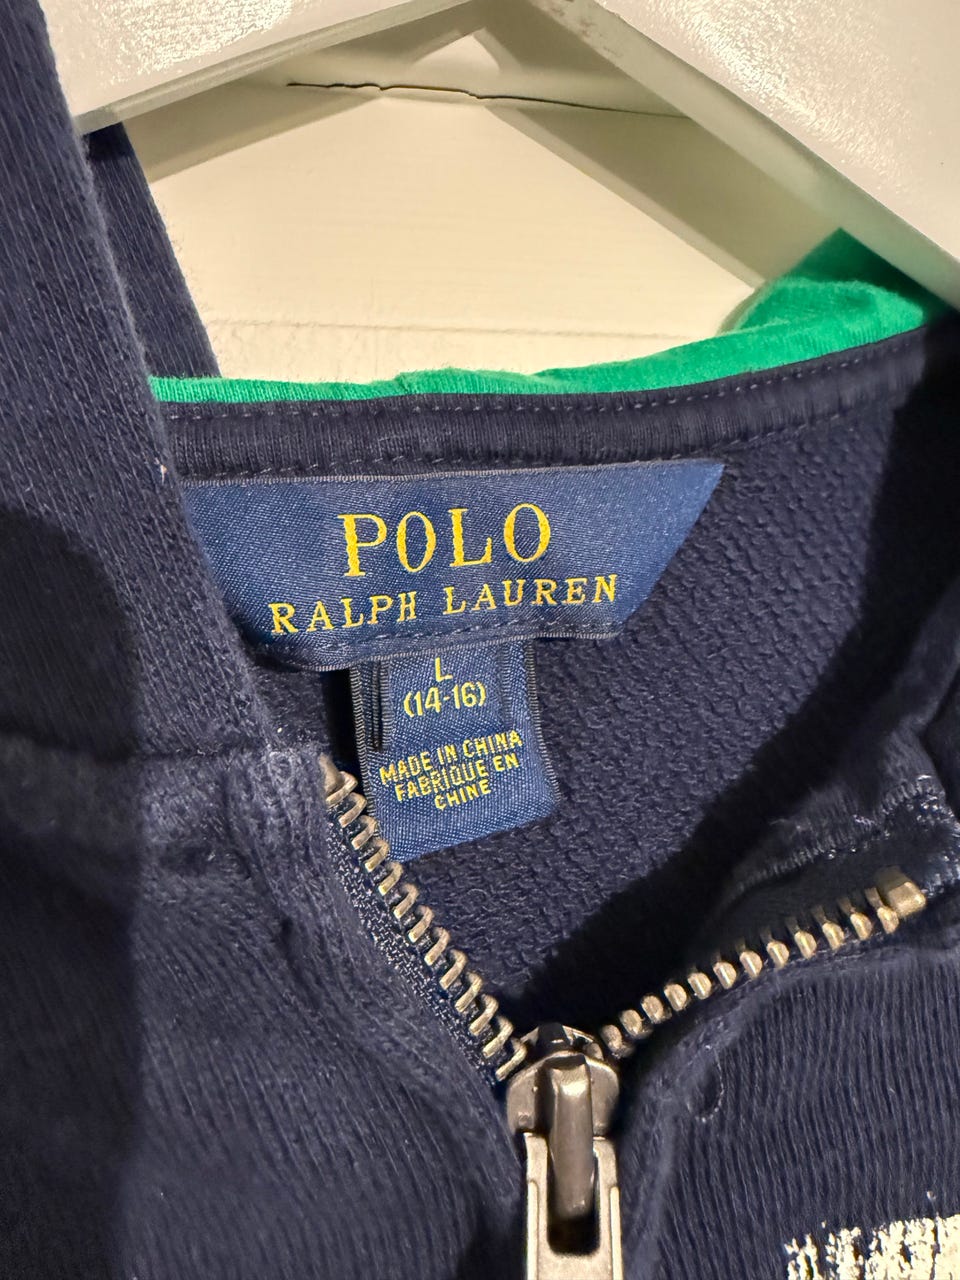 POLO
RALPH LAUREN
L
(14-16)
MADE IN CHINA
FABRIQUE EN
CHINE